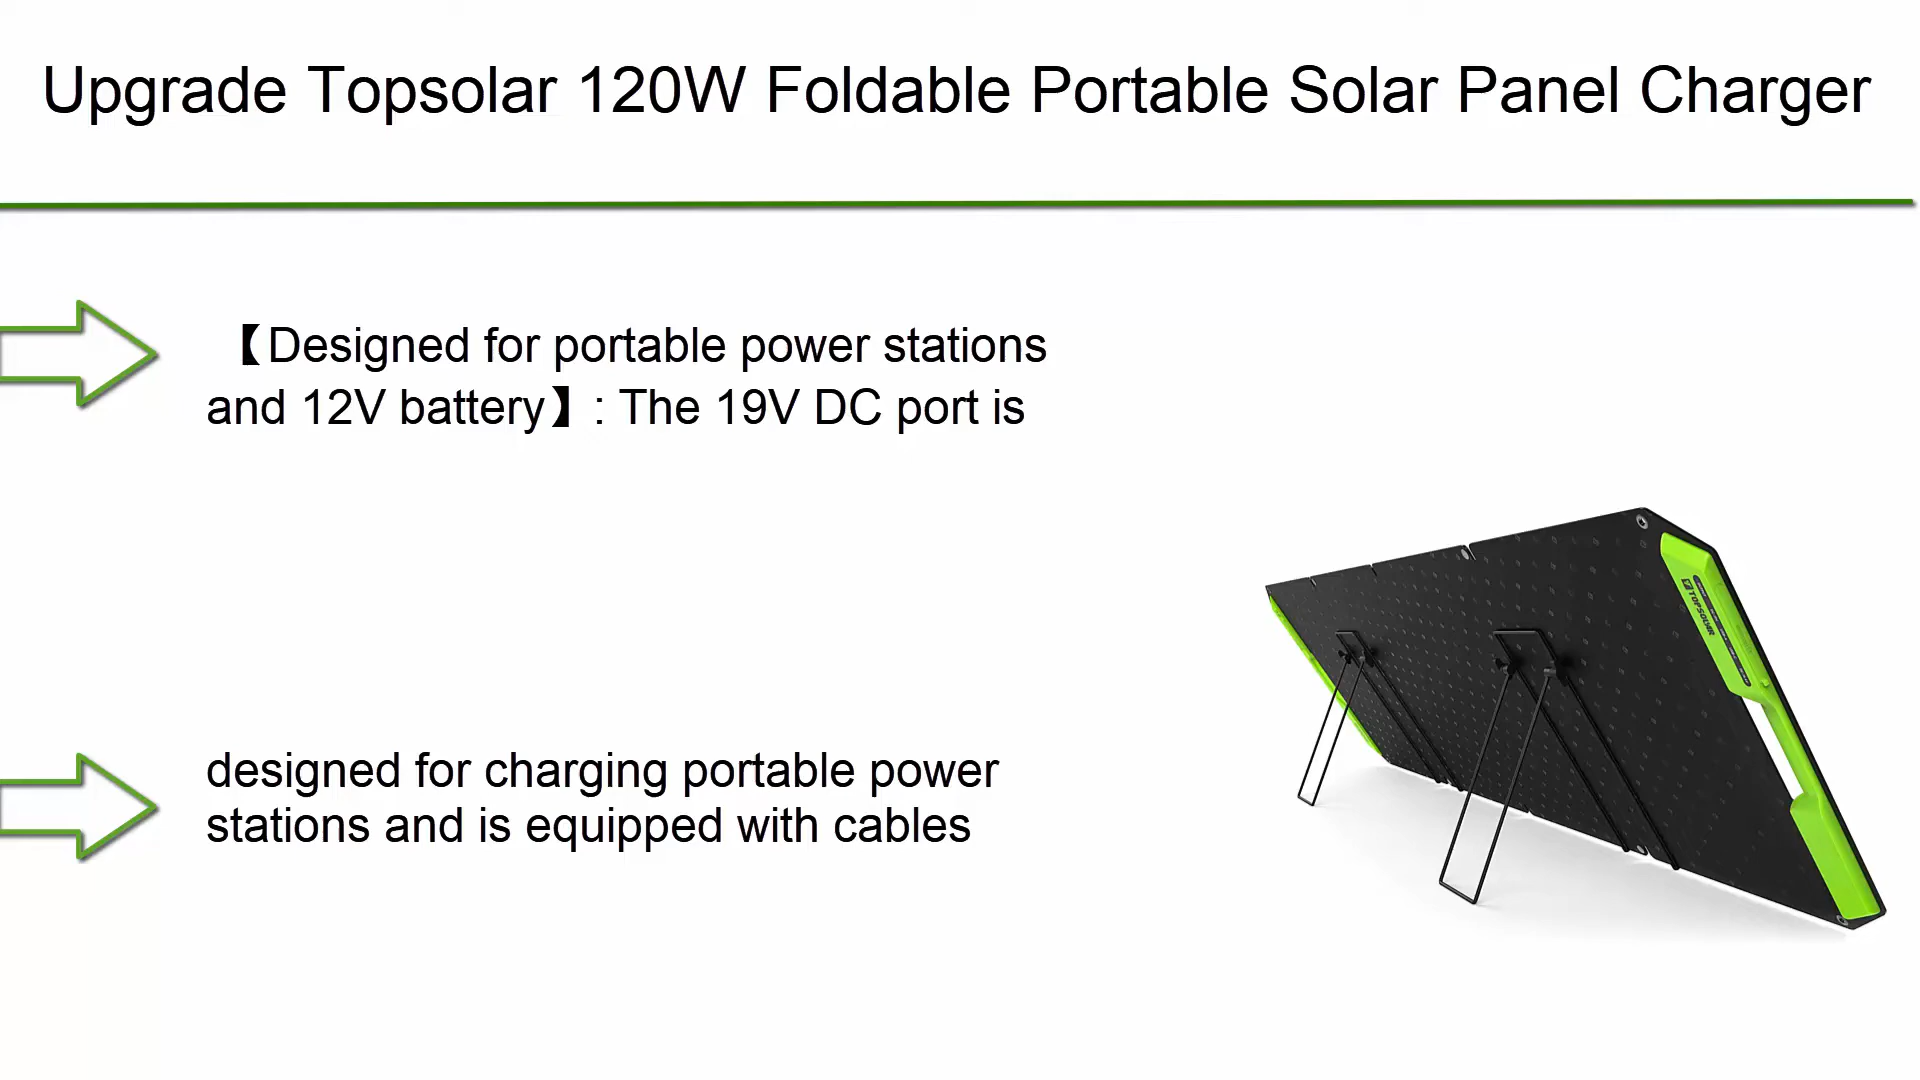 Upgrade Topsolar 120W Foldable Portable Solar Panel Charger
【Designed for portable power stations
and 12V battery】: The 19V DC port is
designed for charging portable power
stations and is equipped with cables
TOPSOLAR